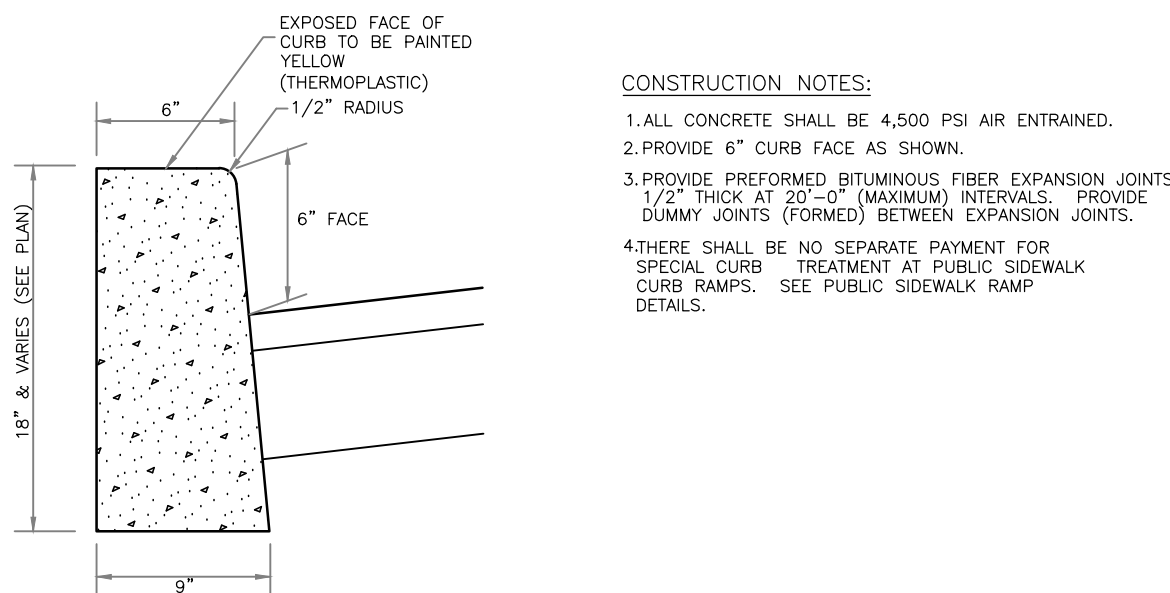 EXPOSED FACE OF
CURB TO BE PAINTED
YELLOW
(THERMOPLASTIC)
1/2" RADIUS
6"
6" FACE
18" & VARIES (SEE PLAN)
9"
CONSTRUCTION NOTES:
1. ALL CONCRETE SHALL BE 4,500 PSI AIR ENTRAINED.
2. PROVIDE 6" CURB FACE AS SHOWN.
3. PROVIDE PREFORMED BITUMINOUS FIBER EXPANSION JOINTS
1/2" THICK AT 20'-0" (MAXIMUM) INTERVALS. PROVIDE
DUMMY JOINTS (FORMED) BETWEEN EXPANSION JOINTS.
4. THERE SHALL BE NO SEPARATE PAYMENT FOR
SPECIAL CURB TREATMENT AT PUBLIC SIDEWALK
CURB RAMPS. SEE PUBLIC SIDEWALK RAMP
DETAILS.